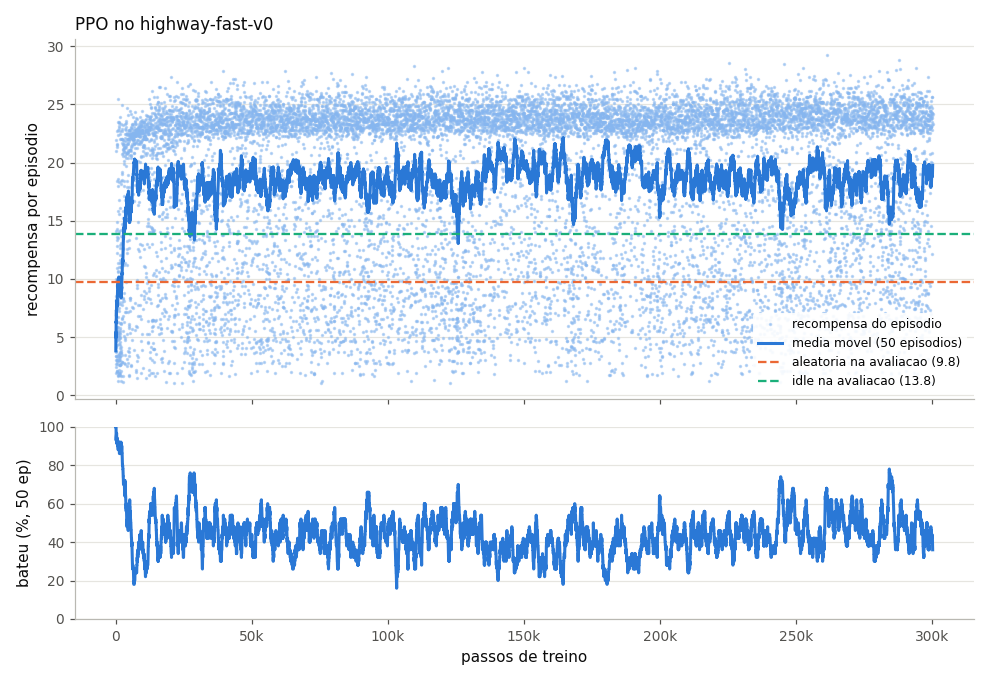 PPO no highway-fast-v0
30
25
20
15
10
5
0
recompensa por episodio
recompensa do episodio
media movel (50 episodios)
aleatoria na avaliacao (9.8)
idle na avaliacao (13.8)
100
80
60
40
20
0
bateu (%, 50 ep)
0
50k
100k
150k
200k
250k
300k
passos de treino